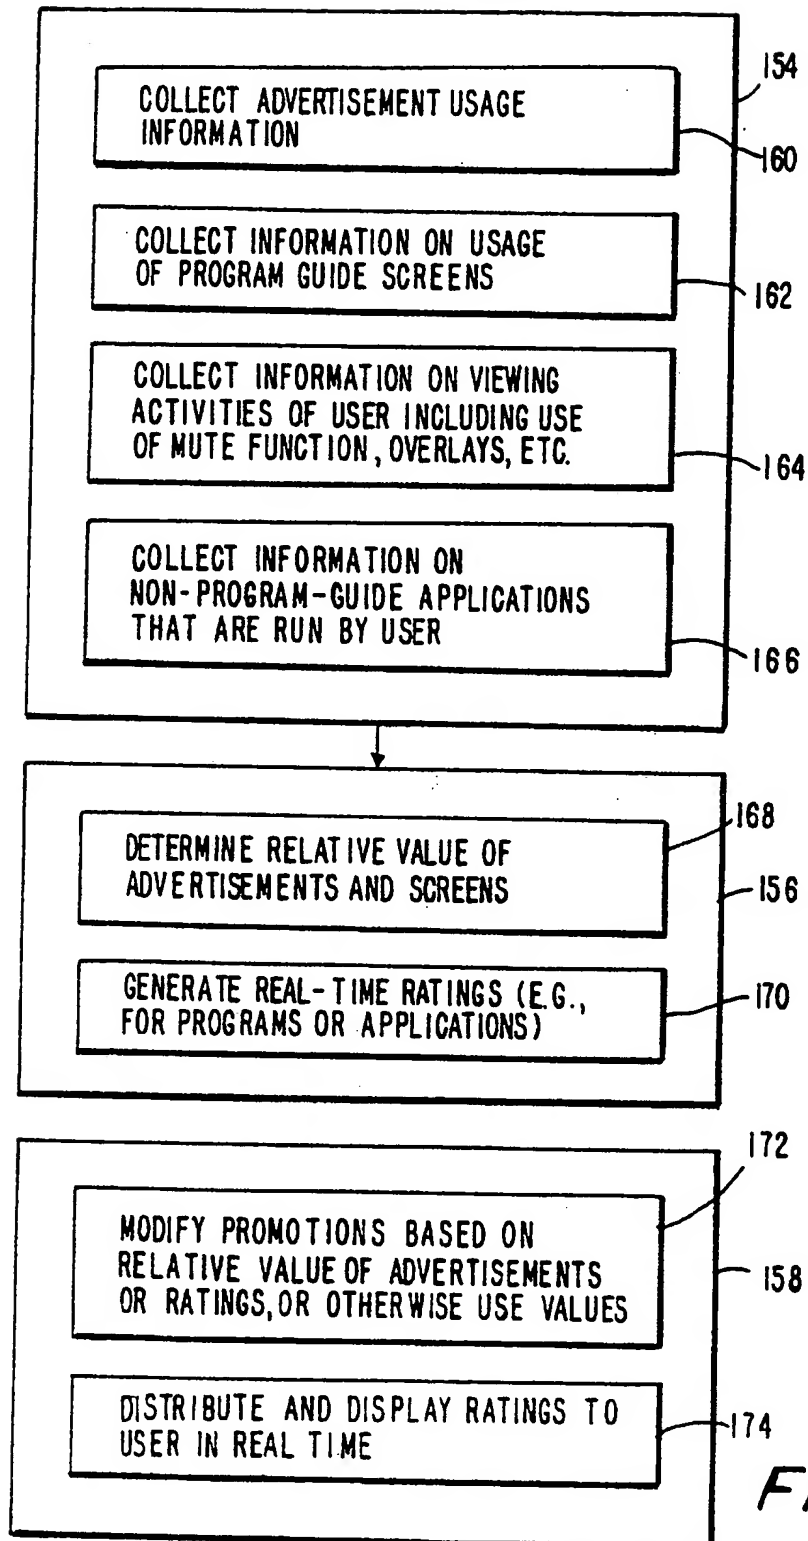 154
COLLECT ADVERTISEMENT USAGE
INFORMATION
160
COLLECT INFORMATION ON USAGE
OF PROGRAM GUIDE SCREENS
162
COLLECT INFORMATION ON VIEWING
ACTIVITIES OF USER INCLUDING USE
OF MUTE FUNCTION, OVERLAYS, ETC.
164
COLLECT INFORMATION ON
NON-PROGRAM-GUIDE APPLICATIONS
THAT ARE RUN BY USER
166
168
DETERMINE RELATIVE VALUE OF
ADVERTISEMENTS AND SCREENS
156
GENERATE REAL-TIME RATINGS (E.G.,
FOR PROGRAMS OR APPLICATIONS)
170
172
MODIFY PROMOTIONS BASED ON
RELATIVE VALUE OF ADVERTISEMENTS
OR RATINGS, OR OTHERWISE USE VALUES
158
DISTRIBUTE AND DISPLAY RATINGS TO
USER IN REAL TIME
174